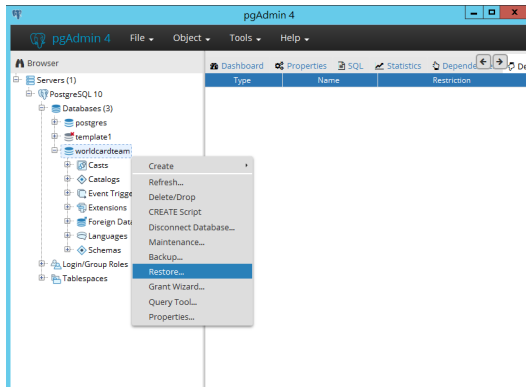 pgAdmin 4
pgAdmin 4 File Object Tools Help
Browser
Dashboard Properties SQL Statistics Depende De
Type Name Restriction
Servers (1)
PostgreSQL 10
Databases (3)
postgres
template1
worldcardteam
Casts
Catalogs
Event Trigge
Extensions
Foreign Data
Languages
Schemas
Login/Group Roles
Tablespaces
Create
Refresh...
Delete/Drop
CREATE Script
Disconnect Database...
Maintenance...
Backup...
Restore...
Grant Wizard...
Query Tool...
Properties...